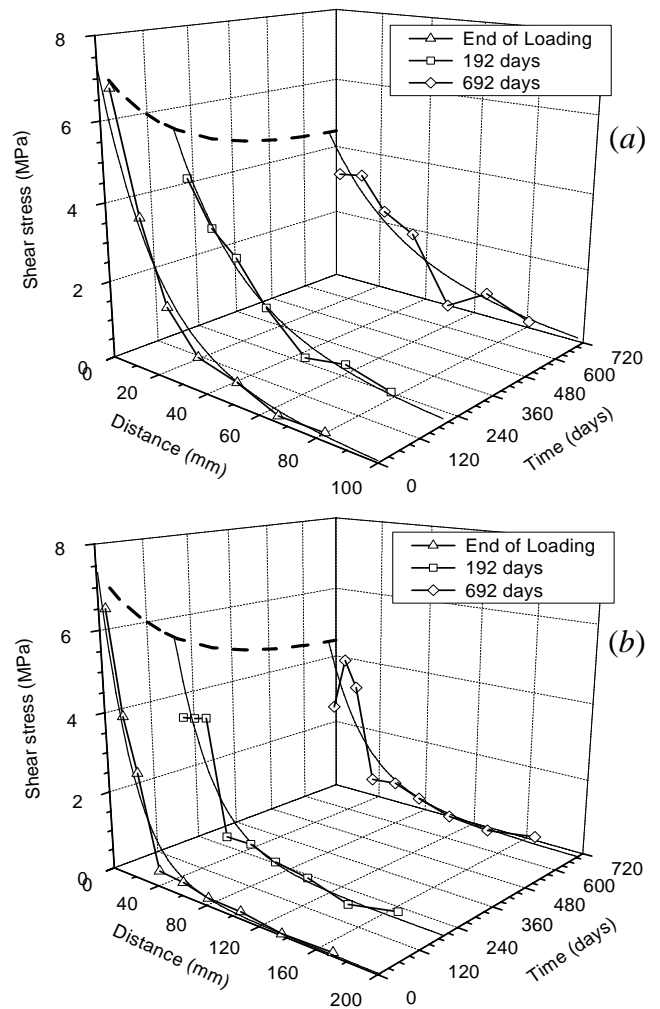 8
6
4
2
0
Shear stress (MPa)
End of Loading
192 days
692 days
(a)
0
20
40
60
80
100
Distance (mm)
0
120
240
360
480
600
720
Time (days)
8
6
4
2
0
Shear stress (MPa)
End of Loading
192 days
692 days
(b)
0
40
80
120
160
200
Distance (mm)
0
120
240
360
480
600
720
Time (days)